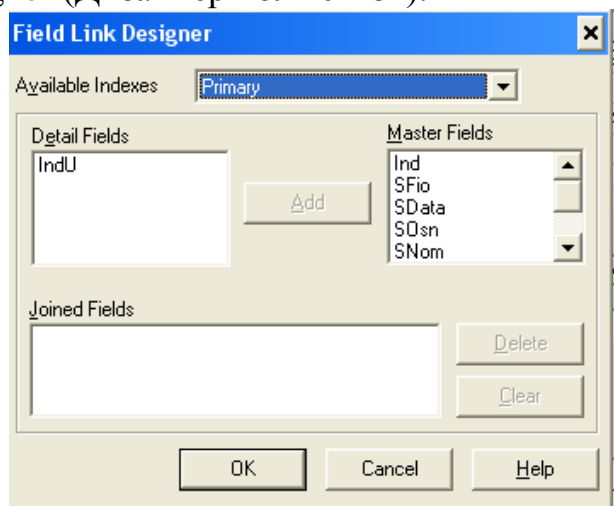 Field Link Designer
Available Indexes Primary
Detail Fields Master Fields
IndU
Add
Ind
SFio
SData
SOsn
SNom
Joined Fields
Delete
Clear
OK Cancel Help